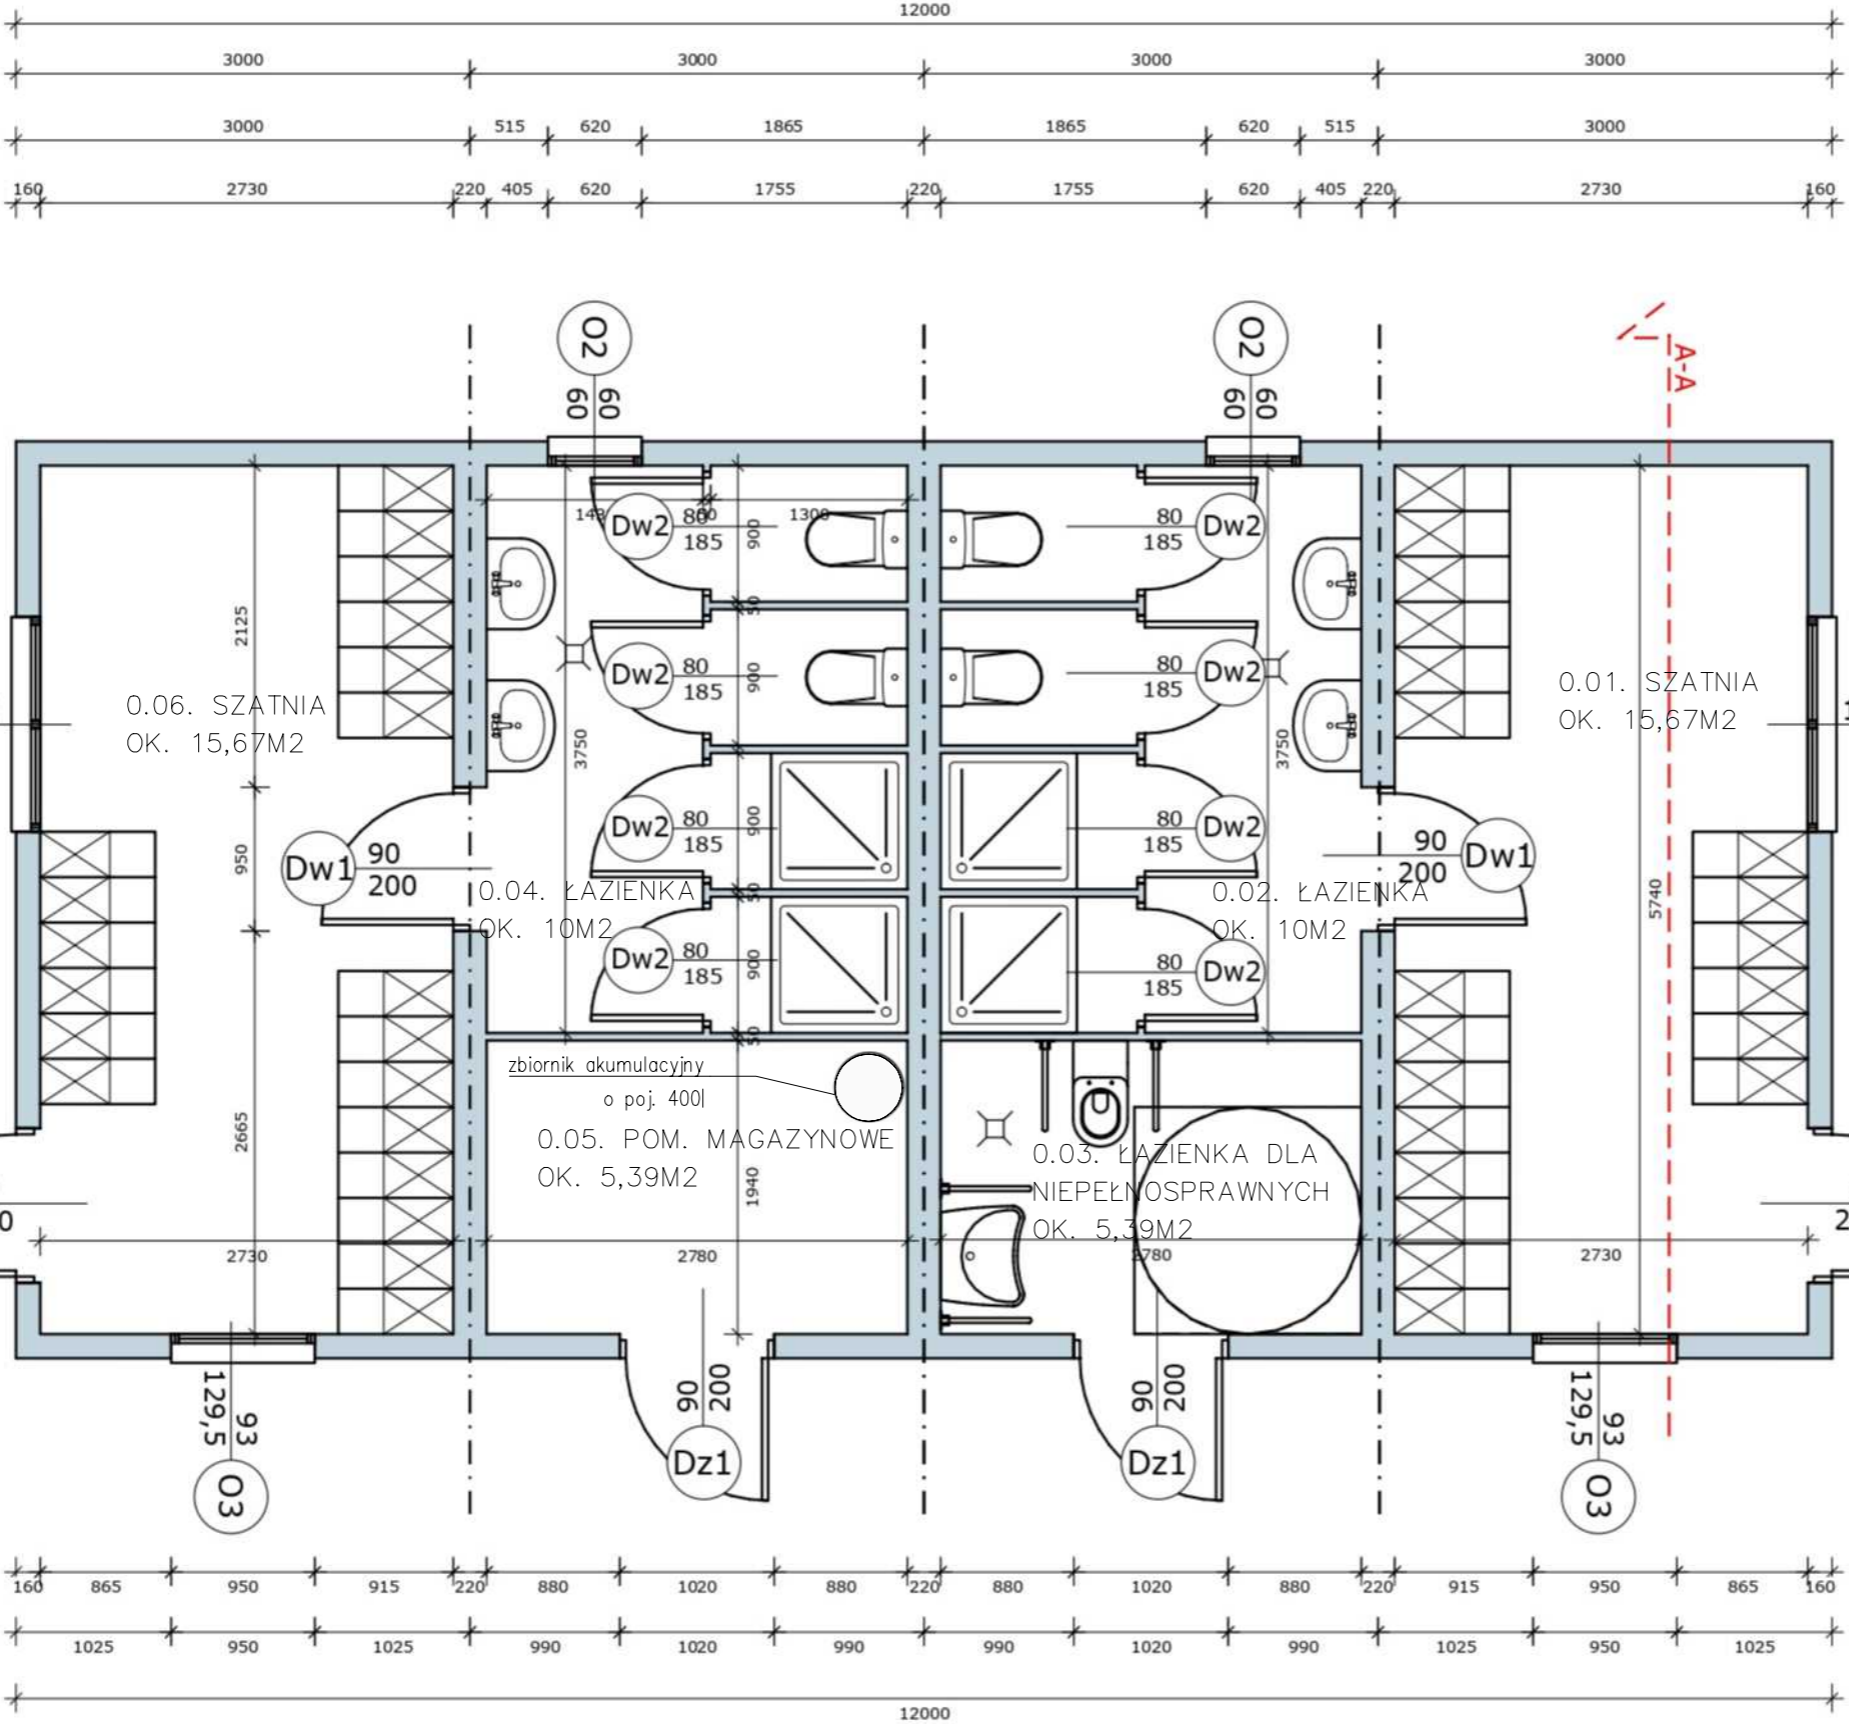 12000
3000 3000 3000 3000
3000 515 620 1865 1865 620 515 3000
160 2730 220 405 620 1755 220 1755 620 405 220 2730 160
O2
60
60
O2
60
60
A-A
1300
Dw2 80
185
900
80
185 Dw2
50
2125
Dw2 80
185
900
80
185 Dw2
0.06. SZATNIA
OK. 15,67M2
0.01. SZATNIA
OK. 15,67M2
3750
3750
Dw2 80
185
900
80
185 Dw2
950
Dw1 90
200
90
200 Dw1
0.04. ŁAZIENKA
OK. 10M2
50
0.02. ŁAZIENKA
OK. 10M2
5740
Dw2 80
185
900
80
185 Dw2
50
zbiornik akumulacyjny
o poj. 400l
2665
0.05. POM. MAGAZYNOWE
OK. 5,39M2
1940
0.03. ŁAZIENKA DLA
NIEPEŁNOSPRAWNYCH
OK. 5,39M2
0
2
2730 2780 2780 2730
93
129,5
O3
200
90
Dz1
200
90
Dz1
93
129,5
O3
160 865 950 915 220 880 1020 880 220 880 1020 880 220 915 950 865 160
1025 950 1025 990 1020 990 990 1020 990 1025 950 1025
12000